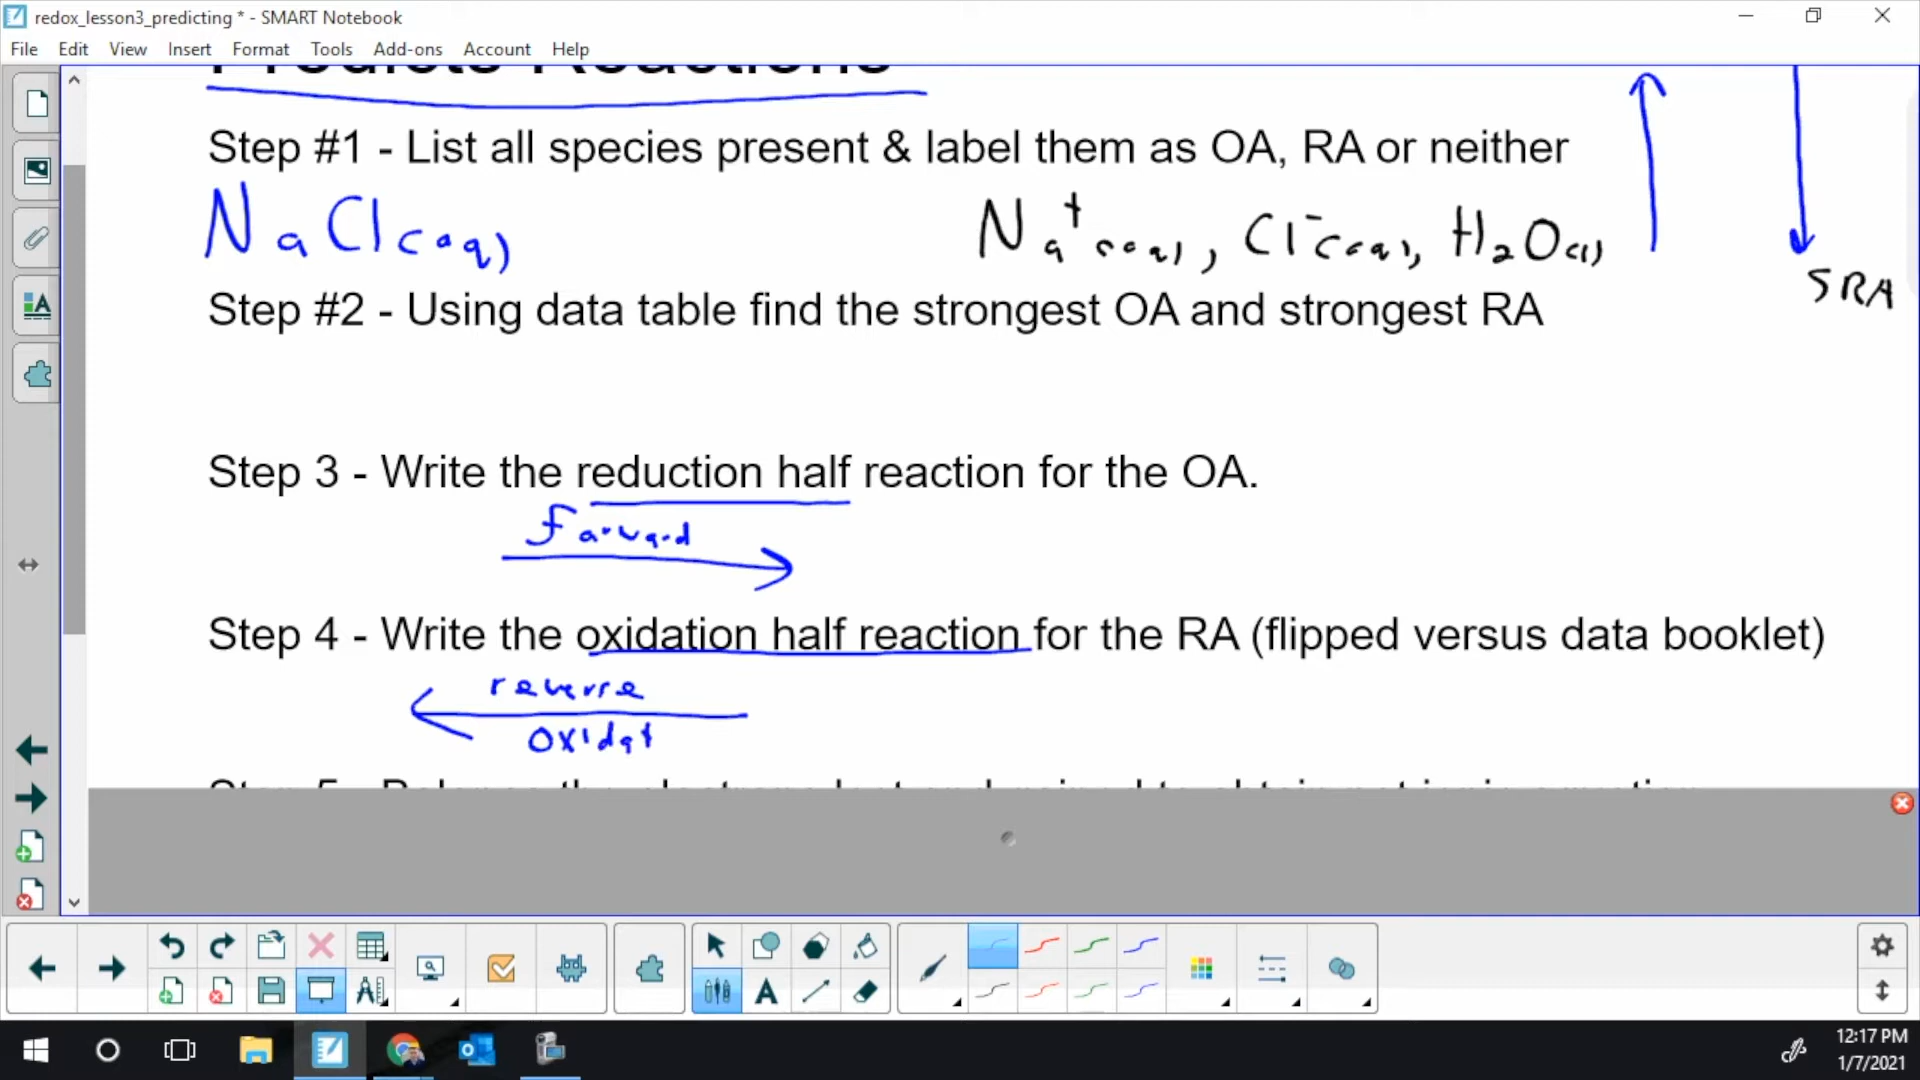 redox_lesson3_predicting * - SMART Notebook
File Edit View Insert Format Tools Add-ons Account Help
Predicts Reactions
Step #1 - List all species present & label them as OA, RA or neither
NaCl(aq) Na⁺(aq), Cl⁻(aq), H₂O(l)
SRA
Step #2 - Using data table find the strongest OA and strongest RA
Step 3 - Write the reduction half reaction for the OA.
forward
Step 4 - Write the oxidation half reaction for the RA (flipped versus data booklet)
reverse
oxidat
12:17 PM
1/7/2021